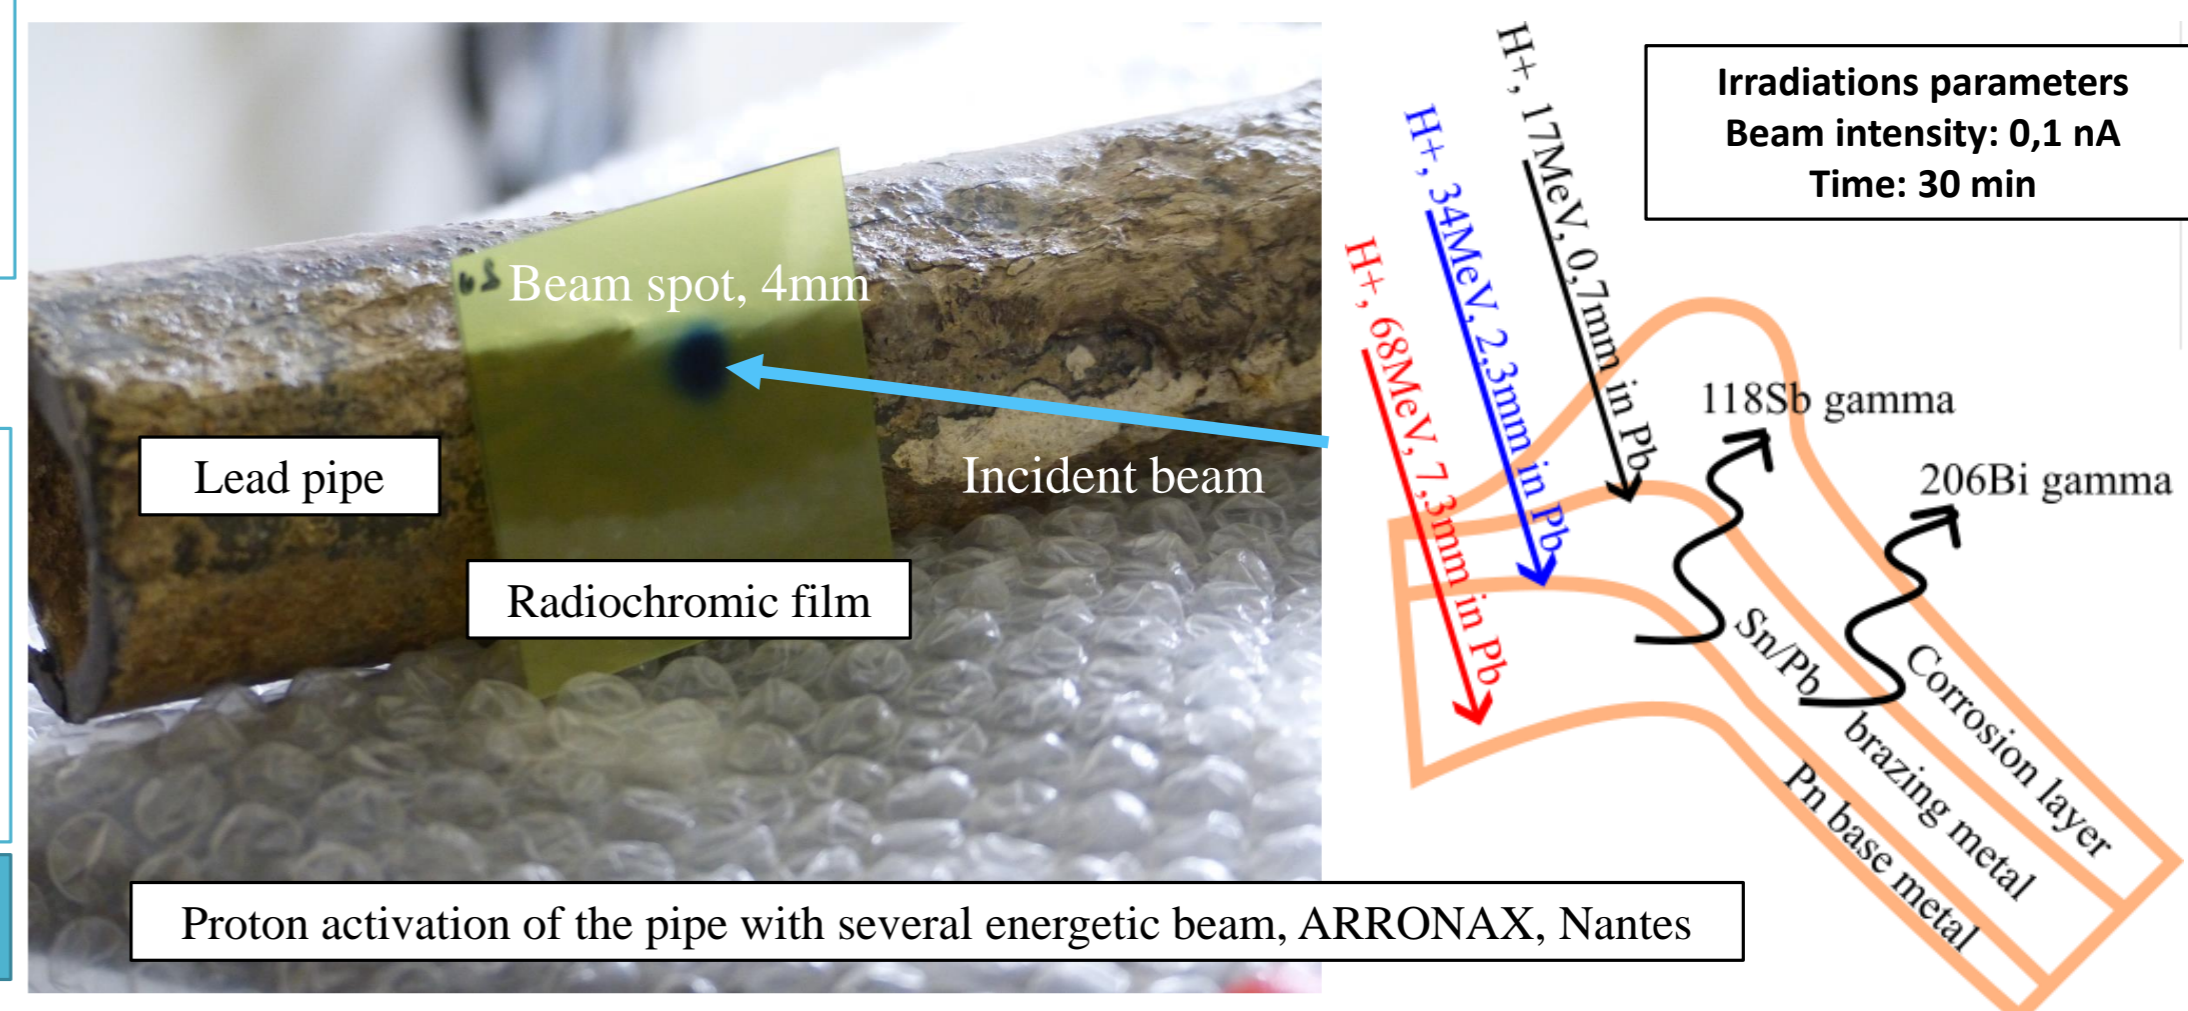 Beam spot, 4mm
Lead pipe
Incident beam
Radiochromic film
Proton activation of the pipe with several energetic beam, ARRONAX, Nantes
Irradiations parameters
Beam intensity: 0,1 nA
Time: 30 min
H+, 17MeV, 0,7mm in Pb
H+, 34MeV, 2,3mm in Pb
H+, 68MeV, 7,3mm in Pb
118Sb gamma
206Bi gamma
Sn/Pb
brazing metal
Corrosion layer
Pn base metal